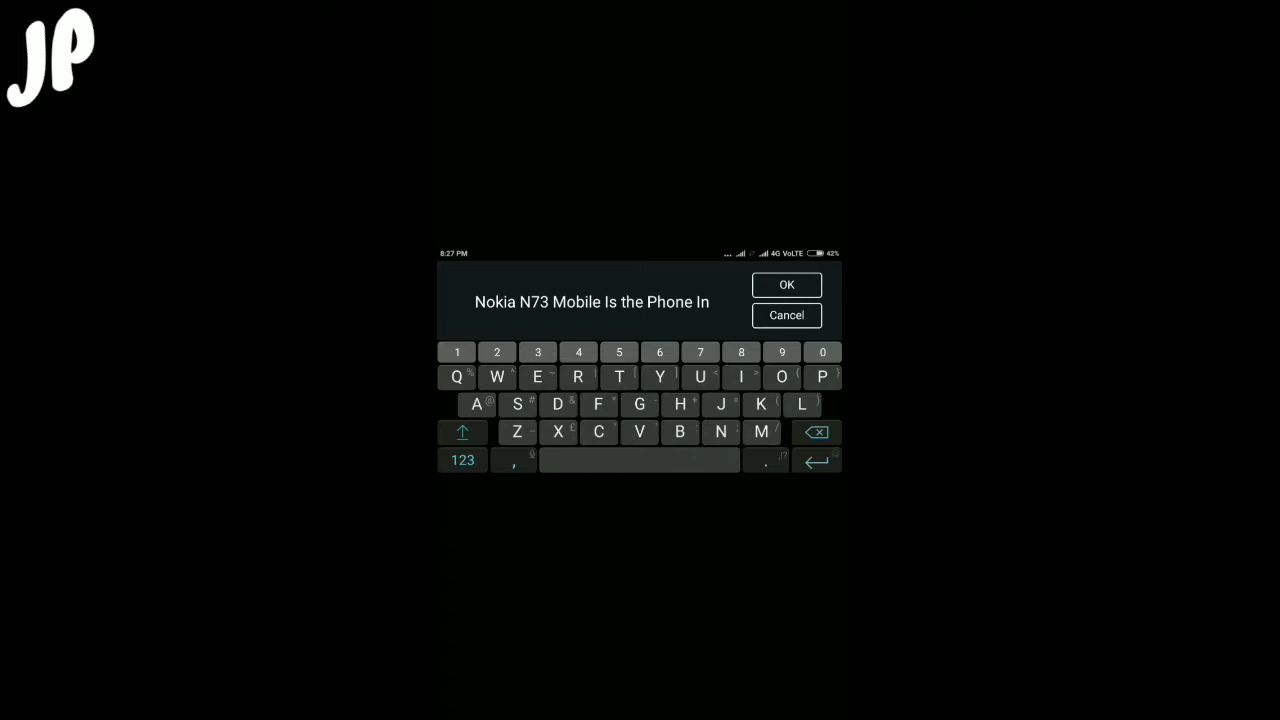 JP
8:27 PM
... 4G VoLTE 42%
OK
Nokia N73 Mobile Is the Phone In
Cancel
1 2 3 4 5 6 7 8 9 0
Q W E R T Y U I O P
A @ S # D & F * G - H + J = K ( L )
Z X C V B N M /
123 , . ,!?